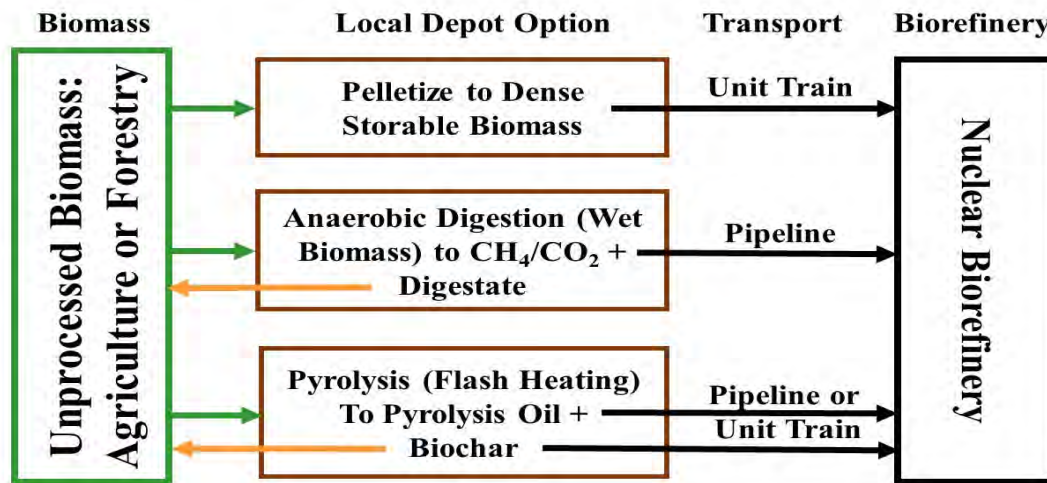 Biomass
Local Depot Option
Transport
Biorefinery
Unprocessed Biomass:
Agriculture or Forestry
Pelletize to Dense
Storable Biomass
Unit Train
Anaerobic Digestion (Wet
Biomass) to CH₄/CO₂ +
Digestate
Pipeline
Pyrolysis (Flash Heating)
To Pyrolysis Oil +
Biochar
Pipeline or
Unit Train
Nuclear Biorefinery